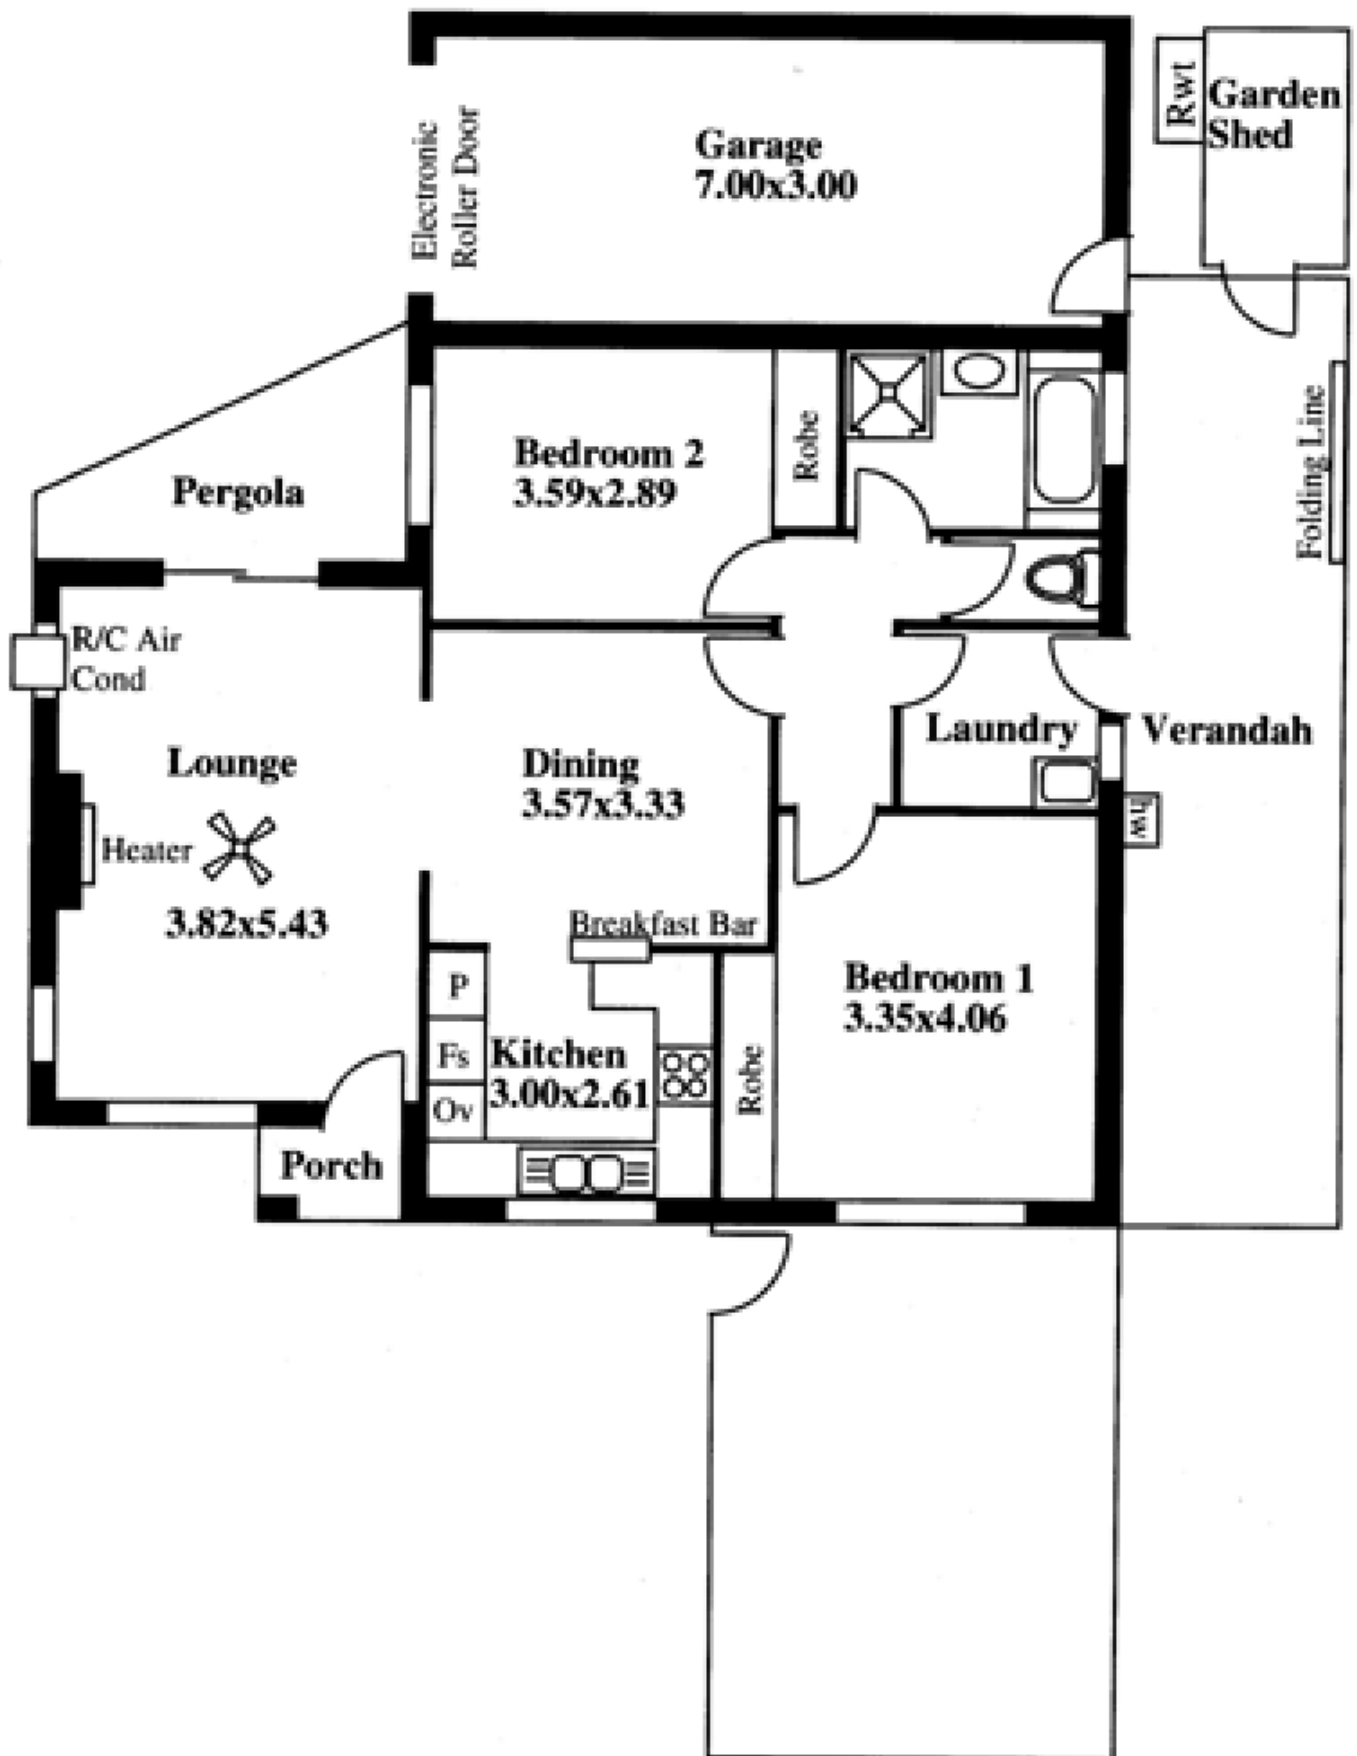 Garage
7.00x3.00
Electronic
Roller Door
Rwt
Garden
Shed
Bedroom 2
3.59x2.89
Robe
Folding Line
Pergola
R/C Air
Cond
Lounge
Heater
3.82x5.43
Dining
3.57x3.33
Laundry
Verandah
hw
Breakfast Bar
P
Fs
Ov
Kitchen
3.00x2.61
Robe
Bedroom 1
3.35x4.06
Porch